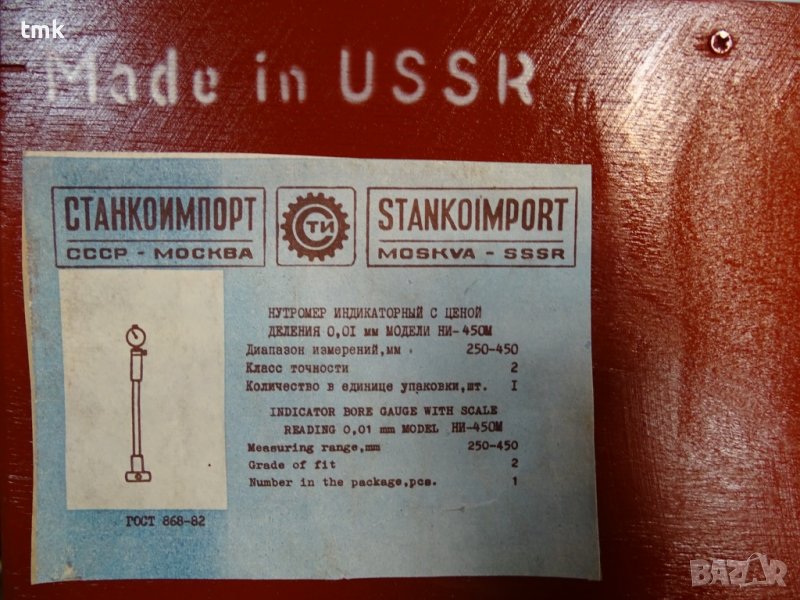 tmk
Made in USSR
СТАНКОИМПОРТ
СССР - МОСКВА
СТИ
STANKOIMPORT
MOSKVA - SSSR
НУТРОМЕР ИНДИКАТОРНЫЙ С ЦЕНОЙ
ДЕЛЕНИЯ 0,01 мм МОДЕЛИ НИ-450М
Диапазон измерений,мм 250-450
Класс точности 2
Количество в единице упаковки,шт. I
INDICATOR BORE GAUGE WITH SCALE
READING 0,01 mm MODEL НИ-450М
Measuring range,mm 250-450
Grade of fit 2
Number in the package,pcs. 1
ГОСТ 868-82
BAZAR